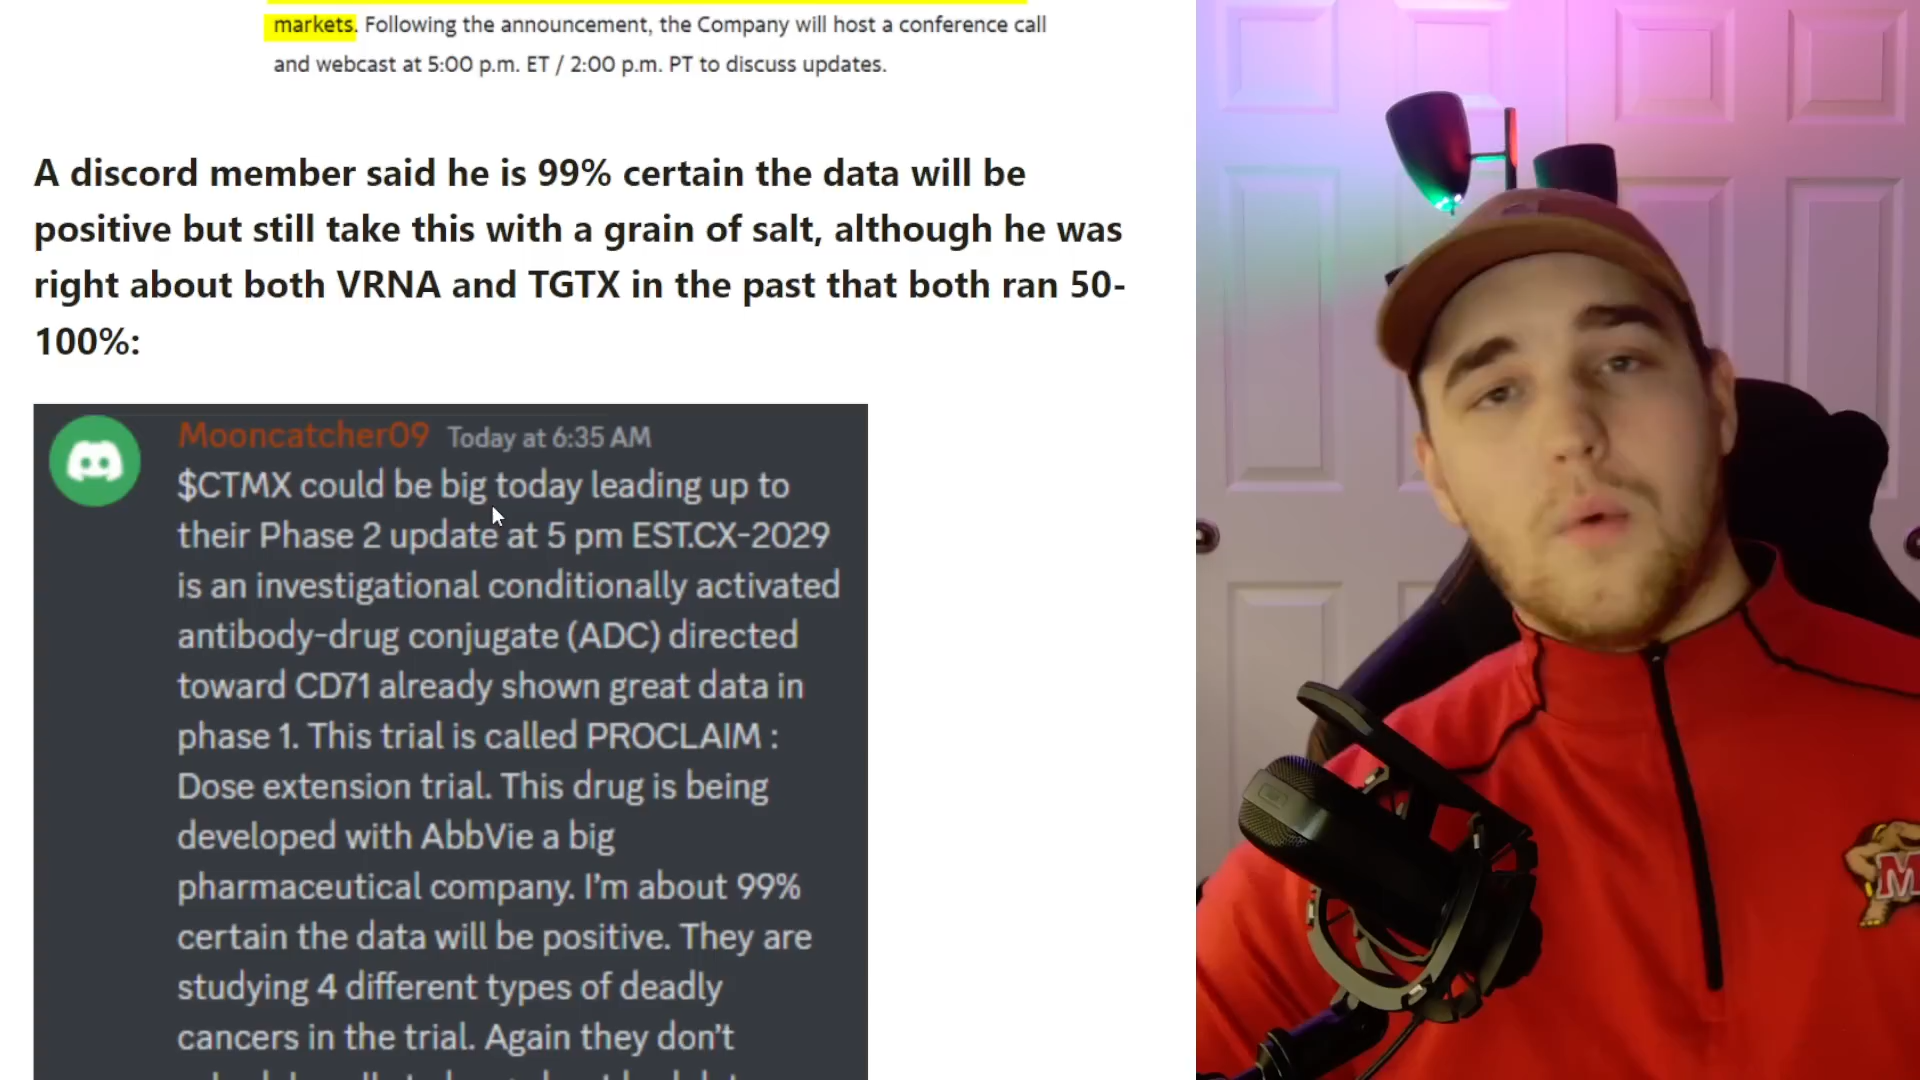 markets. Following the announcement, the Company will host a conference call
and webcast at 5:00 p.m. ET / 2:00 p.m. PT to discuss updates.
A discord member said he is 99% certain the data will be
positive but still take this with a grain of salt, although he was
right about both VRNA and TGTX in the past that both ran 50-
100%:
Mooncatcher09 Today at 6:35 AM
$CTMX could be big today leading up to
their Phase 2 update at 5 pm EST.CX-2029
is an investigational conditionally activated
antibody-drug conjugate (ADC) directed
toward CD71 already shown great data in
phase 1. This trial is called PROCLAIM :
Dose extension trial. This drug is being
developed with AbbVie a big
pharmaceutical company. I'm about 99%
certain the data will be positive. They are
studying 4 different types of deadly
cancers in the trial. Again they don't
M